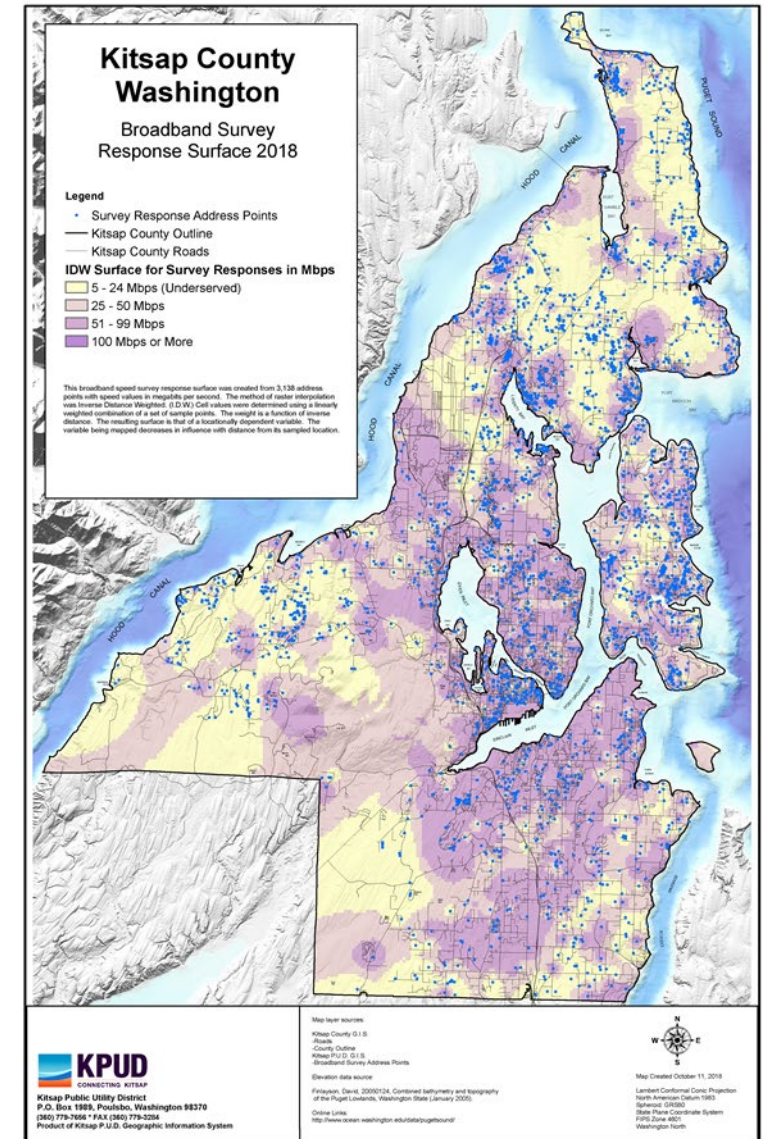 Kitsap County
Washington
Broadband Survey
Response Surface 2018
Legend
Survey Response Address Points
Kitsap County Outline
Kitsap County Roads
IDW Surface for Survey Responses in Mbps
5 - 24 Mbps (Underserved)
25 - 50 Mbps
51 - 99 Mbps
100 Mbps or More
This broadband speed survey response surface was created from 3,138 address
points with speed values in megabits per second. The method of raster interpolation
was Inverse Distance Weighted. (I.D.W.) Cell values were determined using a linearly
weighted combination of a set of sample points. The weight is a function of inverse
distance. The resulting surface is that of a locationally dependent variable. The
variable being mapped decreases in influence with distance from its sampled location.
PUGET SOUND
HOOD CANAL
PORT
GAMBLE
BAY
HOOD CANAL
DYES INLET
HOOD CANAL
SINCLAIR INLET
KPUD
CONNECTING KITSAP
Kitsap Public Utility District
P.O. Box 1989, Poulsbo, Washington 98370
(360) 779-7656 * FAX (360) 779-3284
Product of Kitsap P.U.D. Geographic Information System
Map layer sources:
Kitsap County G.I.S.
-Roads
-County Outline
Kitsap P.U.D. G.I.S.
-Broadband Survey Address Points
Elevation data source:
Finlayson, David, 20050124, Combined bathymetry and topography
of the Puget Lowlands, Washington State (January 2005).
Online Links:
http://www.ocean.washington.edu/data/pugetsound/
N
W E
S
Map Created October 11, 2018
Lambert Conformal Conic Projection
North American Datum 1983
Spheroid GRS80
State Plane Coordinate System
FIPS Zone 4601
Washington North